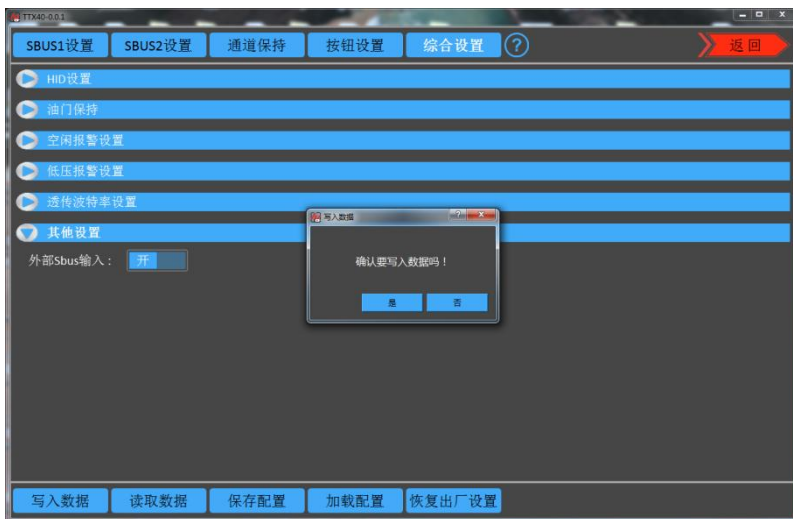 TTX40-0.0.1
SBUS1设置 SBUS2设置 通道保持 按钮设置 综合设置 ? 返回
HID设置
油门保持
空闲报警设置
低压报警设置
透传波特率设置
其他设置
外部Sbus输入： 开
写入数据
确认要写入数据吗！
是 否
写入数据 读取数据 保存配置 加载配置 恢复出厂设置